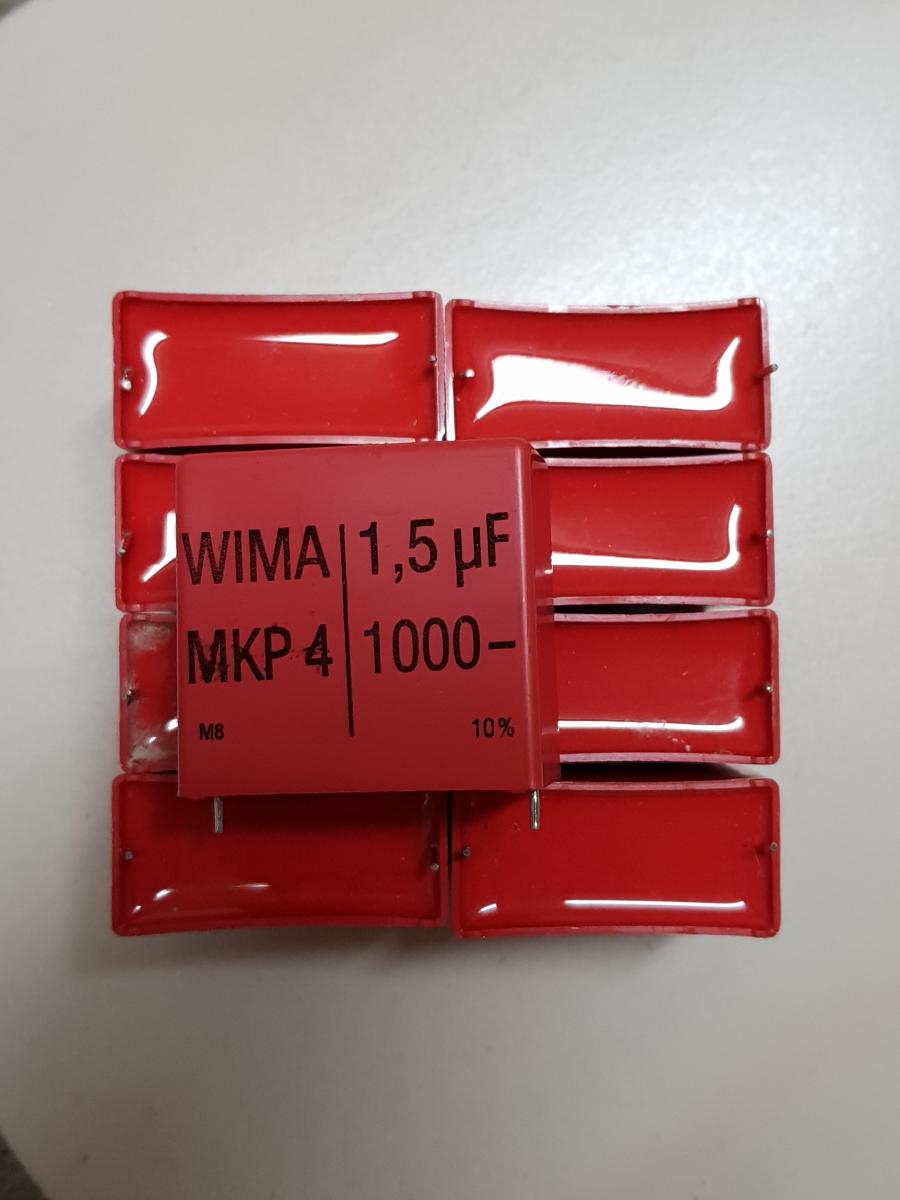 WIMA 1,5 µF
MKP 4 1000-
M8 10%